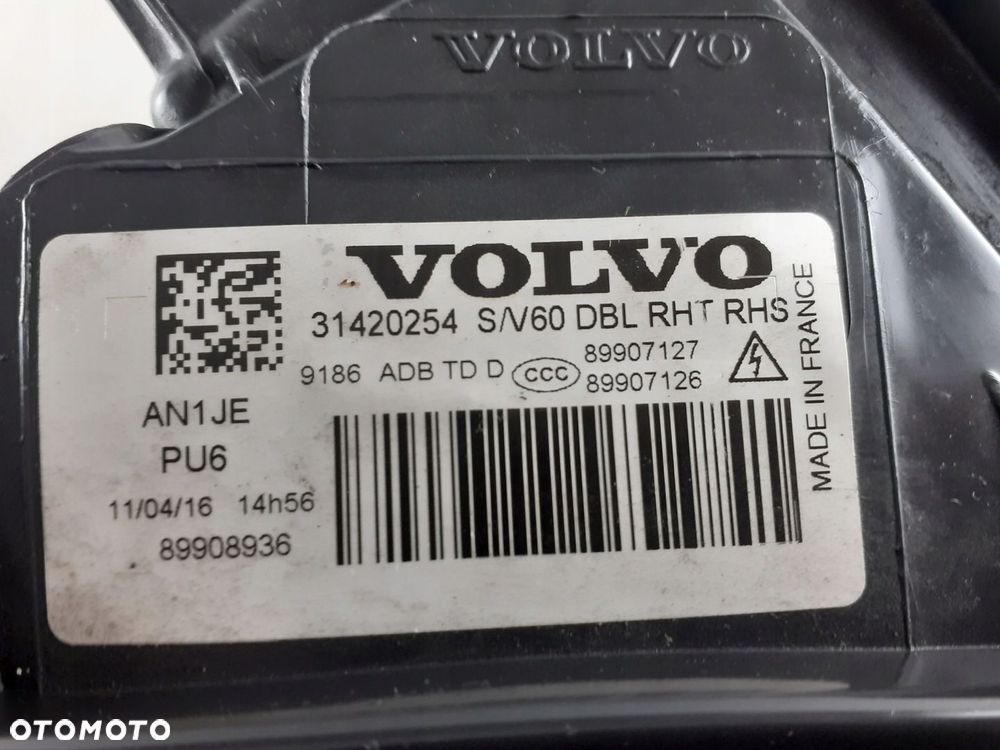 VOLVO
VOLVO
31420254 S/V60 DBL RHT RHS
9186 ADB TD D CCC 89907127
89907126
MADE IN FRANCE
AN1JE
PU6
11/04/16 14h56
89908936
OTOMOTO